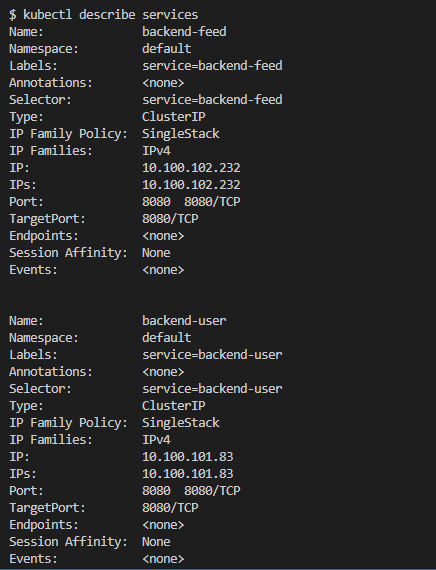 $ kubectl describe services
Name:              backend-feed
Namespace:         default
Labels:            service=backend-feed
Annotations:       <none>
Selector:          service=backend-feed
Type:              ClusterIP
IP Family Policy:  SingleStack
IP Families:       IPv4
IP:                10.100.102.232
IPs:               10.100.102.232
Port:              8080  8080/TCP
TargetPort:        8080/TCP
Endpoints:         <none>
Session Affinity:  None
Events:            <none>
Name:              backend-user
Namespace:         default
Labels:            service=backend-user
Annotations:       <none>
Selector:          service=backend-user
Type:              ClusterIP
IP Family Policy:  SingleStack
IP Families:       IPv4
IP:                10.100.101.83
IPs:               10.100.101.83
Port:              8080  8080/TCP
TargetPort:        8080/TCP
Endpoints:         <none>
Session Affinity:  None
Events:            <none>